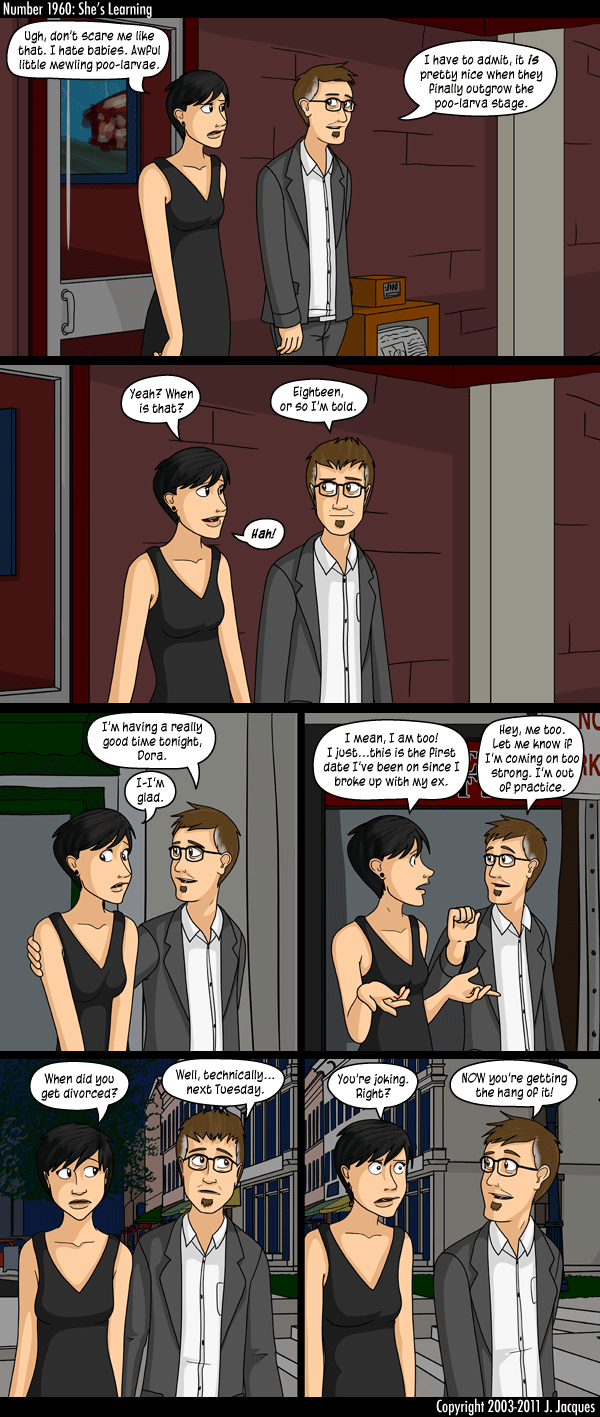 Number 1960: She's Learning
Ugh, don't scare me like
that. I hate babies. Awful
little mewling poo-larvae.
I have to admit, it is
pretty nice when they
finally outgrow the
poo-larva stage.
Yeah? When
is that?
Eighteen,
or so I'm told.
Hah!
I'm having a really
good time tonight,
Dora.
I-I'm
glad.
I mean, I am too!
I just...this is the first
date I've been on since I
broke up with my ex.
Hey, me too.
Let me know if
I'm coming on too
strong. I'm out
of practice.
NO
RK
When did you
get divorced?
Well, technically...
next Tuesday.
You're joking.
Right?
NOW you're getting
the hang of it!
Copyright 2003-2011 J. Jacques